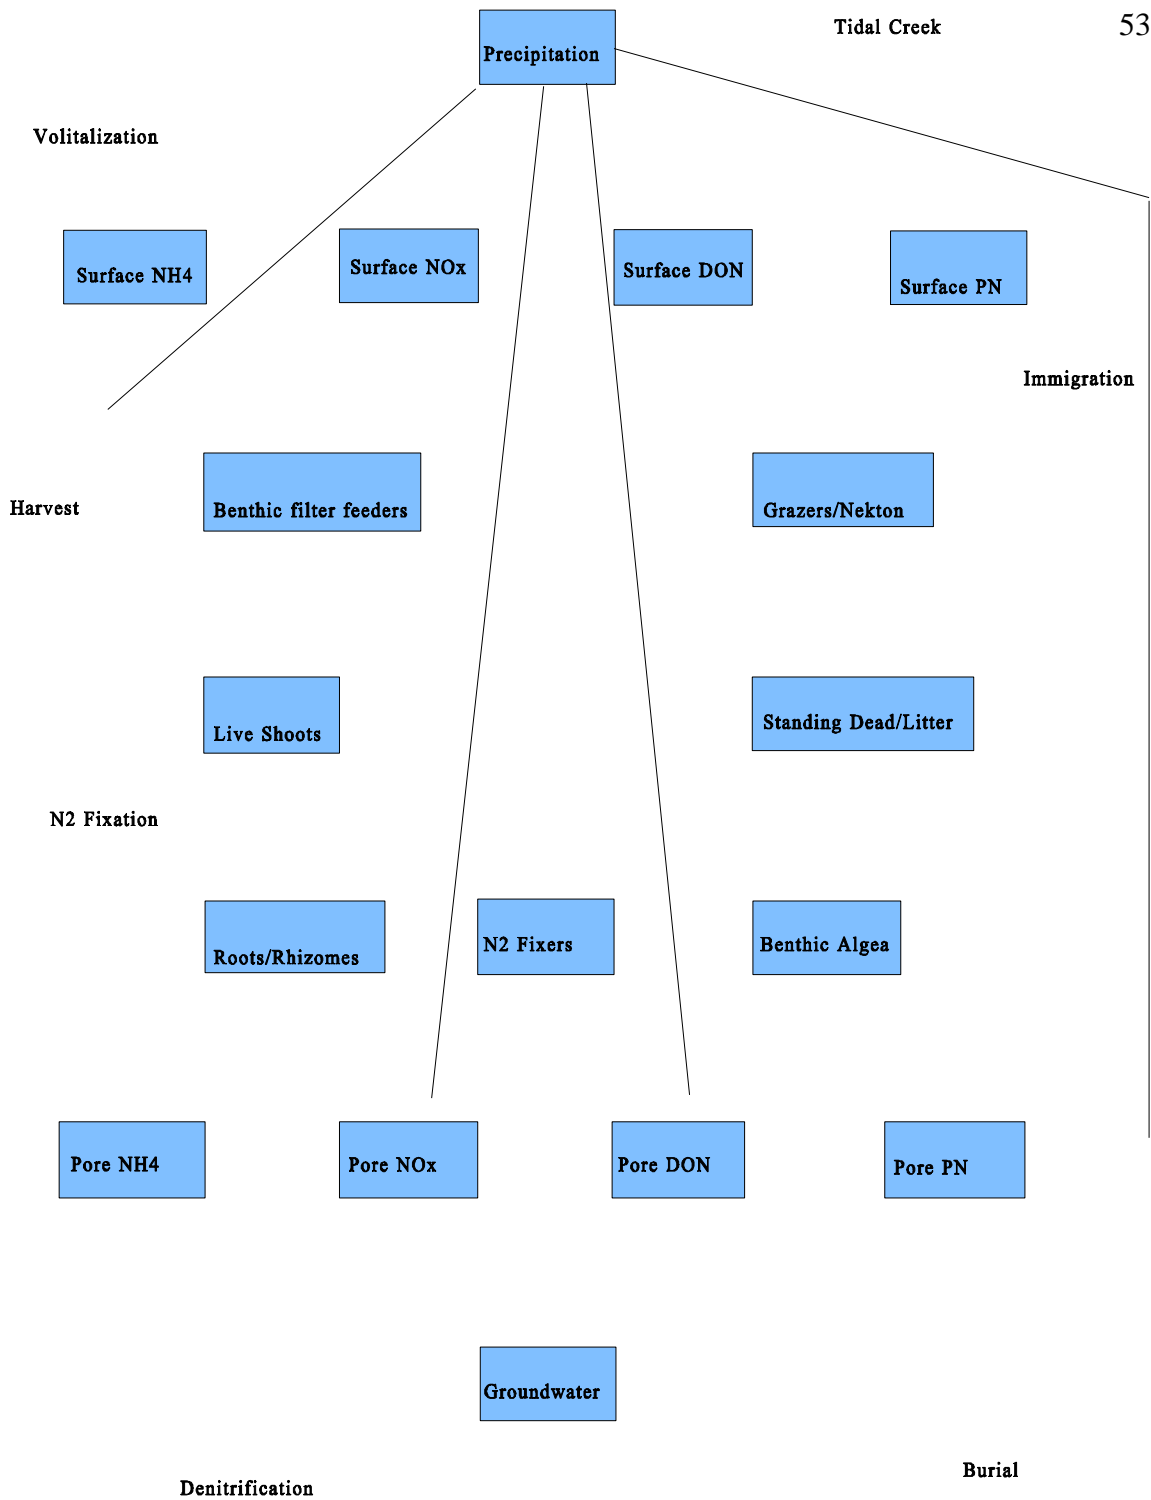 Tidal Creek
53
Precipitation
Volitalization
Surface NH4
Surface NOx
Surface DON
Surface PN
Immigration
Harvest
Benthic filter feeders
Grazers/Nekton
Live Shoots
Standing Dead/Litter
N2 Fixation
Roots/Rhizomes
N2 Fixers
Benthic Algea
Pore NH4
Pore NOx
Pore DON
Pore PN
Groundwater
Burial
Denitrification